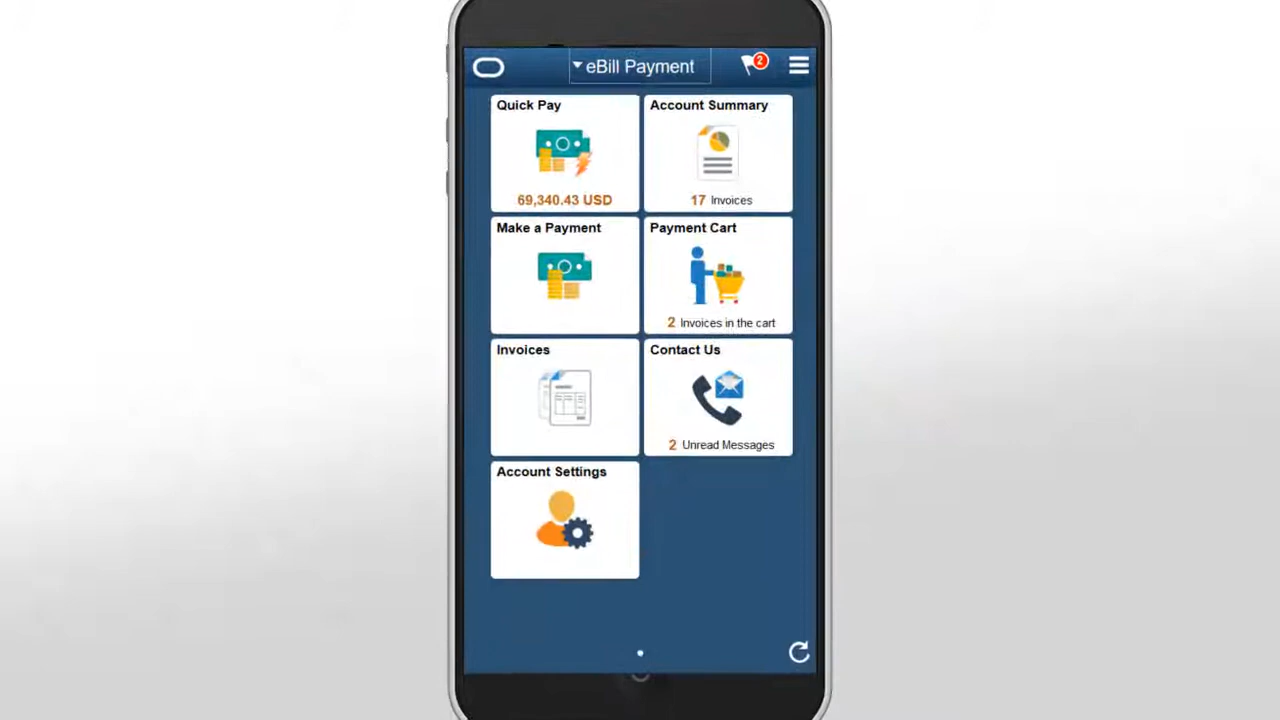 eBill Payment
2
Quick Pay
69,340.43 USD
Account Summary
17 Invoices
Make a Payment
Payment Cart
2 Invoices in the cart
Invoices
Contact Us
2 Unread Messages
Account Settings